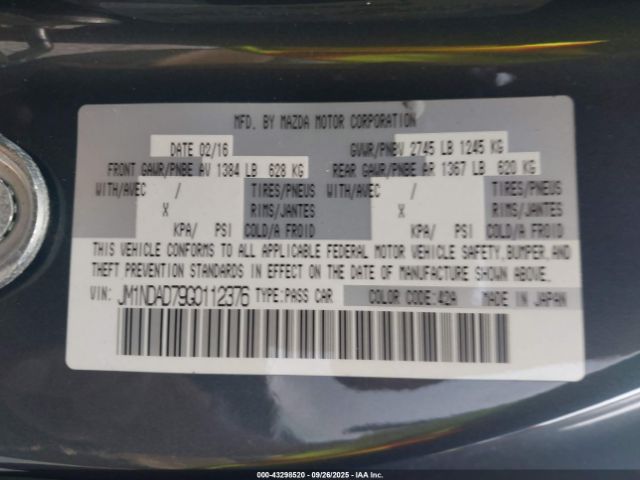 MFD. BY MAZDA MOTOR CORPORATION
DATE 02/16 GVWR/PNBV 2745 LB 1245 KG
FRONT GAWR/PNBE AV 1384 LB 628 KG REAR GAWR/PNBE AR 1367 LB 620 KG
WITH/AVEC / TIRES/PNEUS WITH/AVEC / TIRES/PNEUS
X RIMS/JANTES X RIMS/JANTES
KPA/ PSI COLD/A FROID KPA/ PSI COLD/A FROID
THIS VEHICLE CONFORMS TO ALL APPLICABLE FEDERAL MOTOR VEHICLE SAFETY, BUMPER, AND
THEFT PREVENTION STANDARDS IN EFFECT ON THE DATE OF MANUFACTURE SHOWN ABOVE.
VIN: JM1NDAD79G0112376 TYPE:PASS CAR COLOR CODE:42A MADE IN JAPAN
000-43298520 09/26/2025 IAAI.com